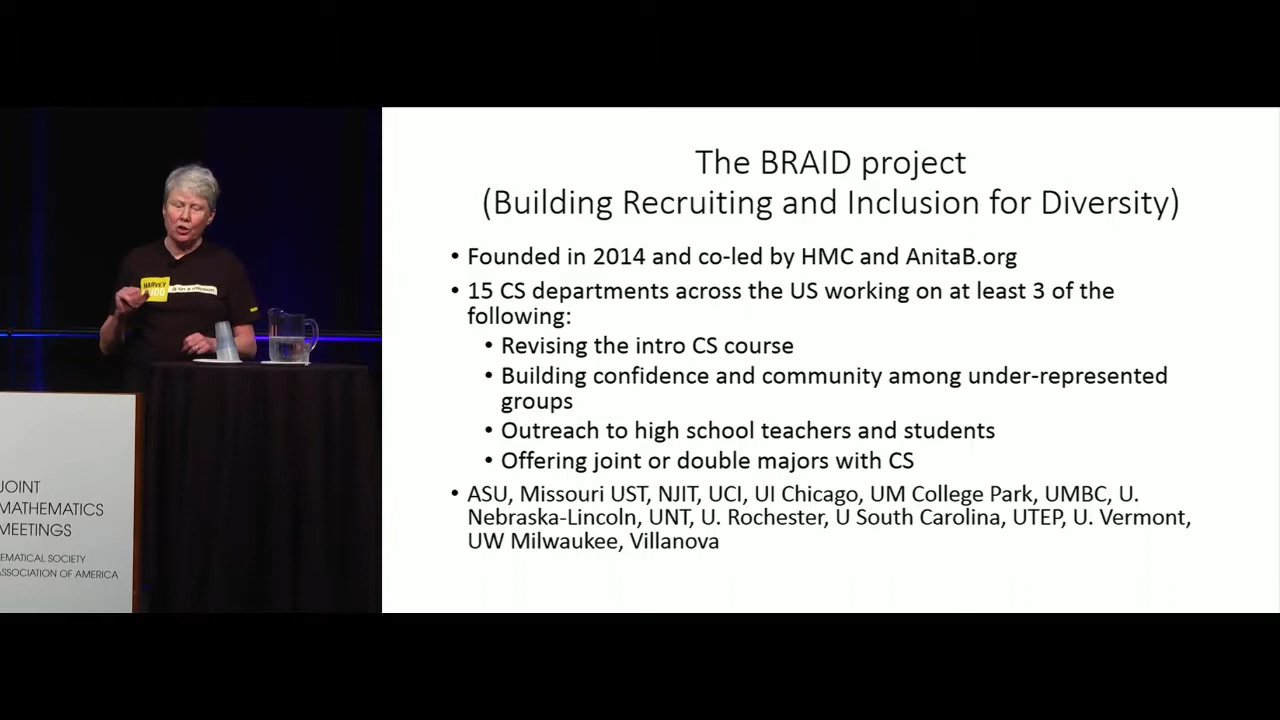 The BRAID project
(Building Recruiting and Inclusion for Diversity)
• Founded in 2014 and co-led by HMC and AnitaB.org
• 15 CS departments across the US working on at least 3 of the
following:
• Revising the intro CS course
• Building confidence and community among under-represented
groups
• Outreach to high school teachers and students
• Offering joint or double majors with CS
• ASU, Missouri UST, NJIT, UCI, UI Chicago, UM College Park, UMBC, U.
Nebraska-Lincoln, UNT, U. Rochester, U South Carolina, UTEP, U. Vermont,
UW Milwaukee, Villanova
HARVEY
JOINT
MATHEMATICS
MEETINGS
EMATICAL SOCIETY
ASSOCIATION OF AMERICA